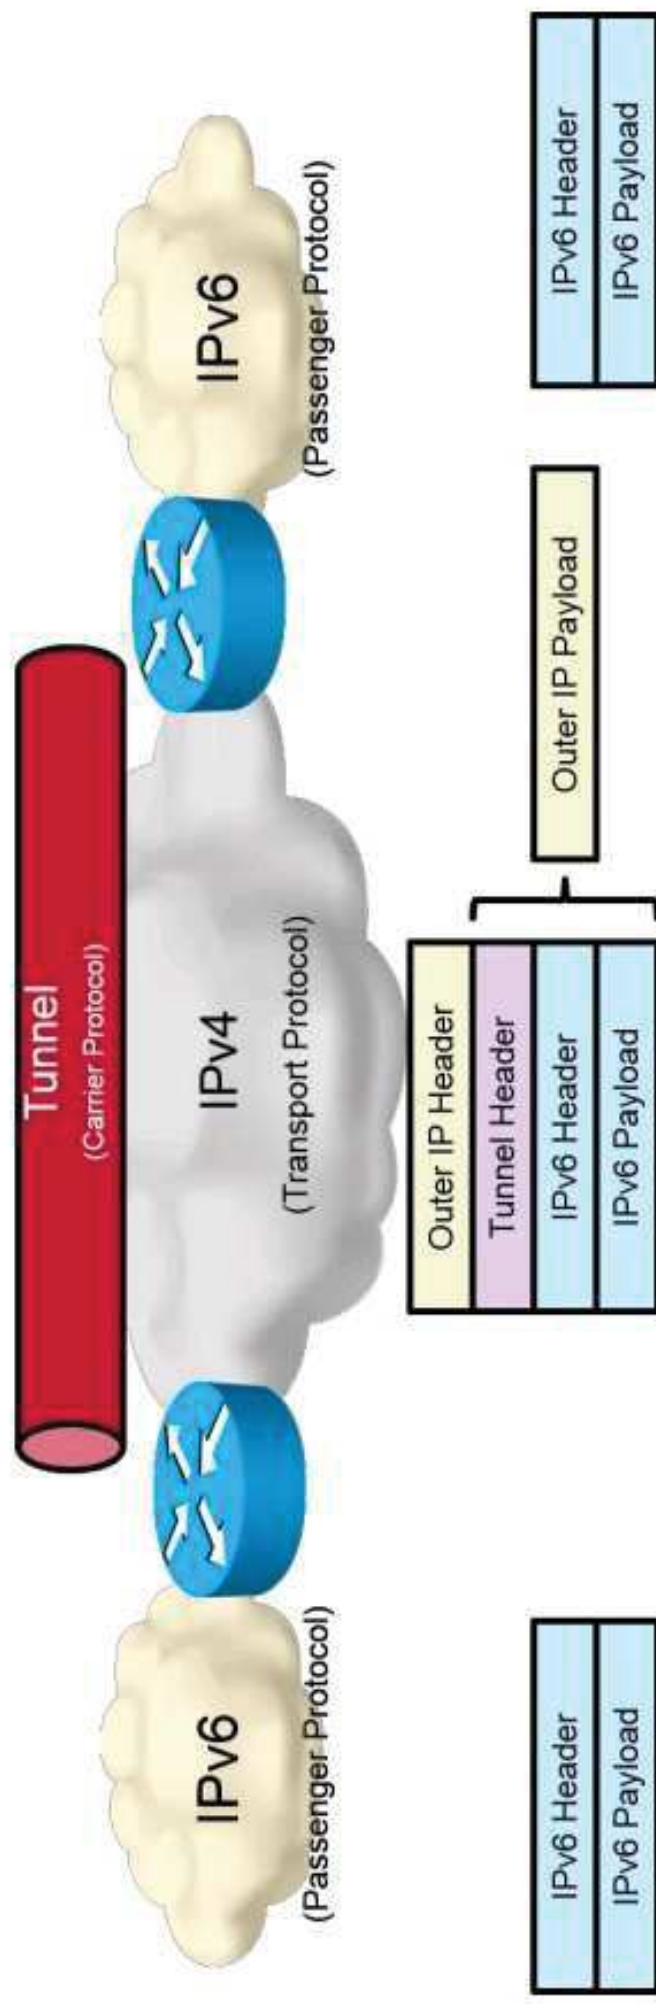 Tunnel
(Carrier Protocol)
IPv6
(Passenger Protocol)
IPv4
(Transport Protocol)
IPv6
(Passenger Protocol)
IPv6 Header
IPv6 Payload
Outer IP Header
Tunnel Header
IPv6 Header
IPv6 Payload
Outer IP Payload
IPv6 Header
IPv6 Payload